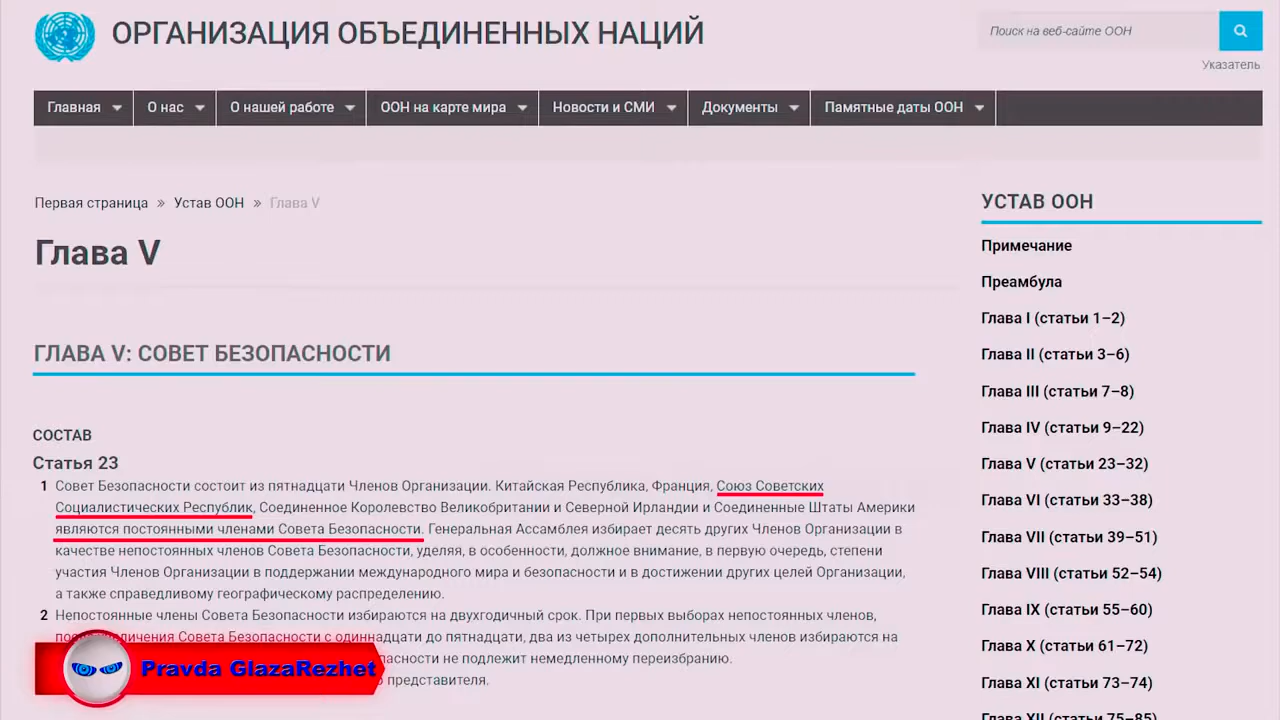 ОРГАНИЗАЦИЯ ОБЪЕДИНЕННЫХ НАЦИЙ
Поиск на веб-сайте ООН
Указатель
Главная О нас О нашей работе ООН на карте мира Новости и СМИ Документы Памятные даты ООН
Первая страница » Устав ООН » Глава V
Глава V
ГЛАВА V: СОВЕТ БЕЗОПАСНОСТИ
СОСТАВ
Статья 23
1 Совет Безопасности состоит из пятнадцати Членов Организации. Китайская Республика, Франция, Союз Советских
Социалистических Республик, Соединенное Королевство Великобритании и Северной Ирландии и Соединенные Штаты Америки
являются постоянными членами Совета Безопасности. Генеральная Ассамблея избирает десять других Членов Организации в
качестве непостоянных членов Совета Безопасности, уделяя, в особенности, должное внимание, в первую очередь, степени
участия Членов Организации в поддержании международного мира и безопасности и в достижении других целей Организации,
а также справедливому географическому распределению.
2 Непостоянные члены Совета Безопасности избираются на двухгодичный срок. При первых выборах непостоянных членов,
Совета Безопасности с одиннадцати до пятнадцати, два из четырех дополнительных членов избираются на
не подлежит немедленному переизбранию.
представителя.
Pravda GlazaRezhet
УСТАВ ООН
Примечание
Преамбула
Глава I (статьи 1–2)
Глава II (статьи 3–6)
Глава III (статьи 7–8)
Глава IV (статьи 9–22)
Глава V (статьи 23–32)
Глава VI (статьи 33–38)
Глава VII (статьи 39–51)
Глава VIII (статьи 52–54)
Глава IX (статьи 55–60)
Глава X (статьи 61–72)
Глава XI (статьи 73–74)
Глава XII (статьи 75–85)